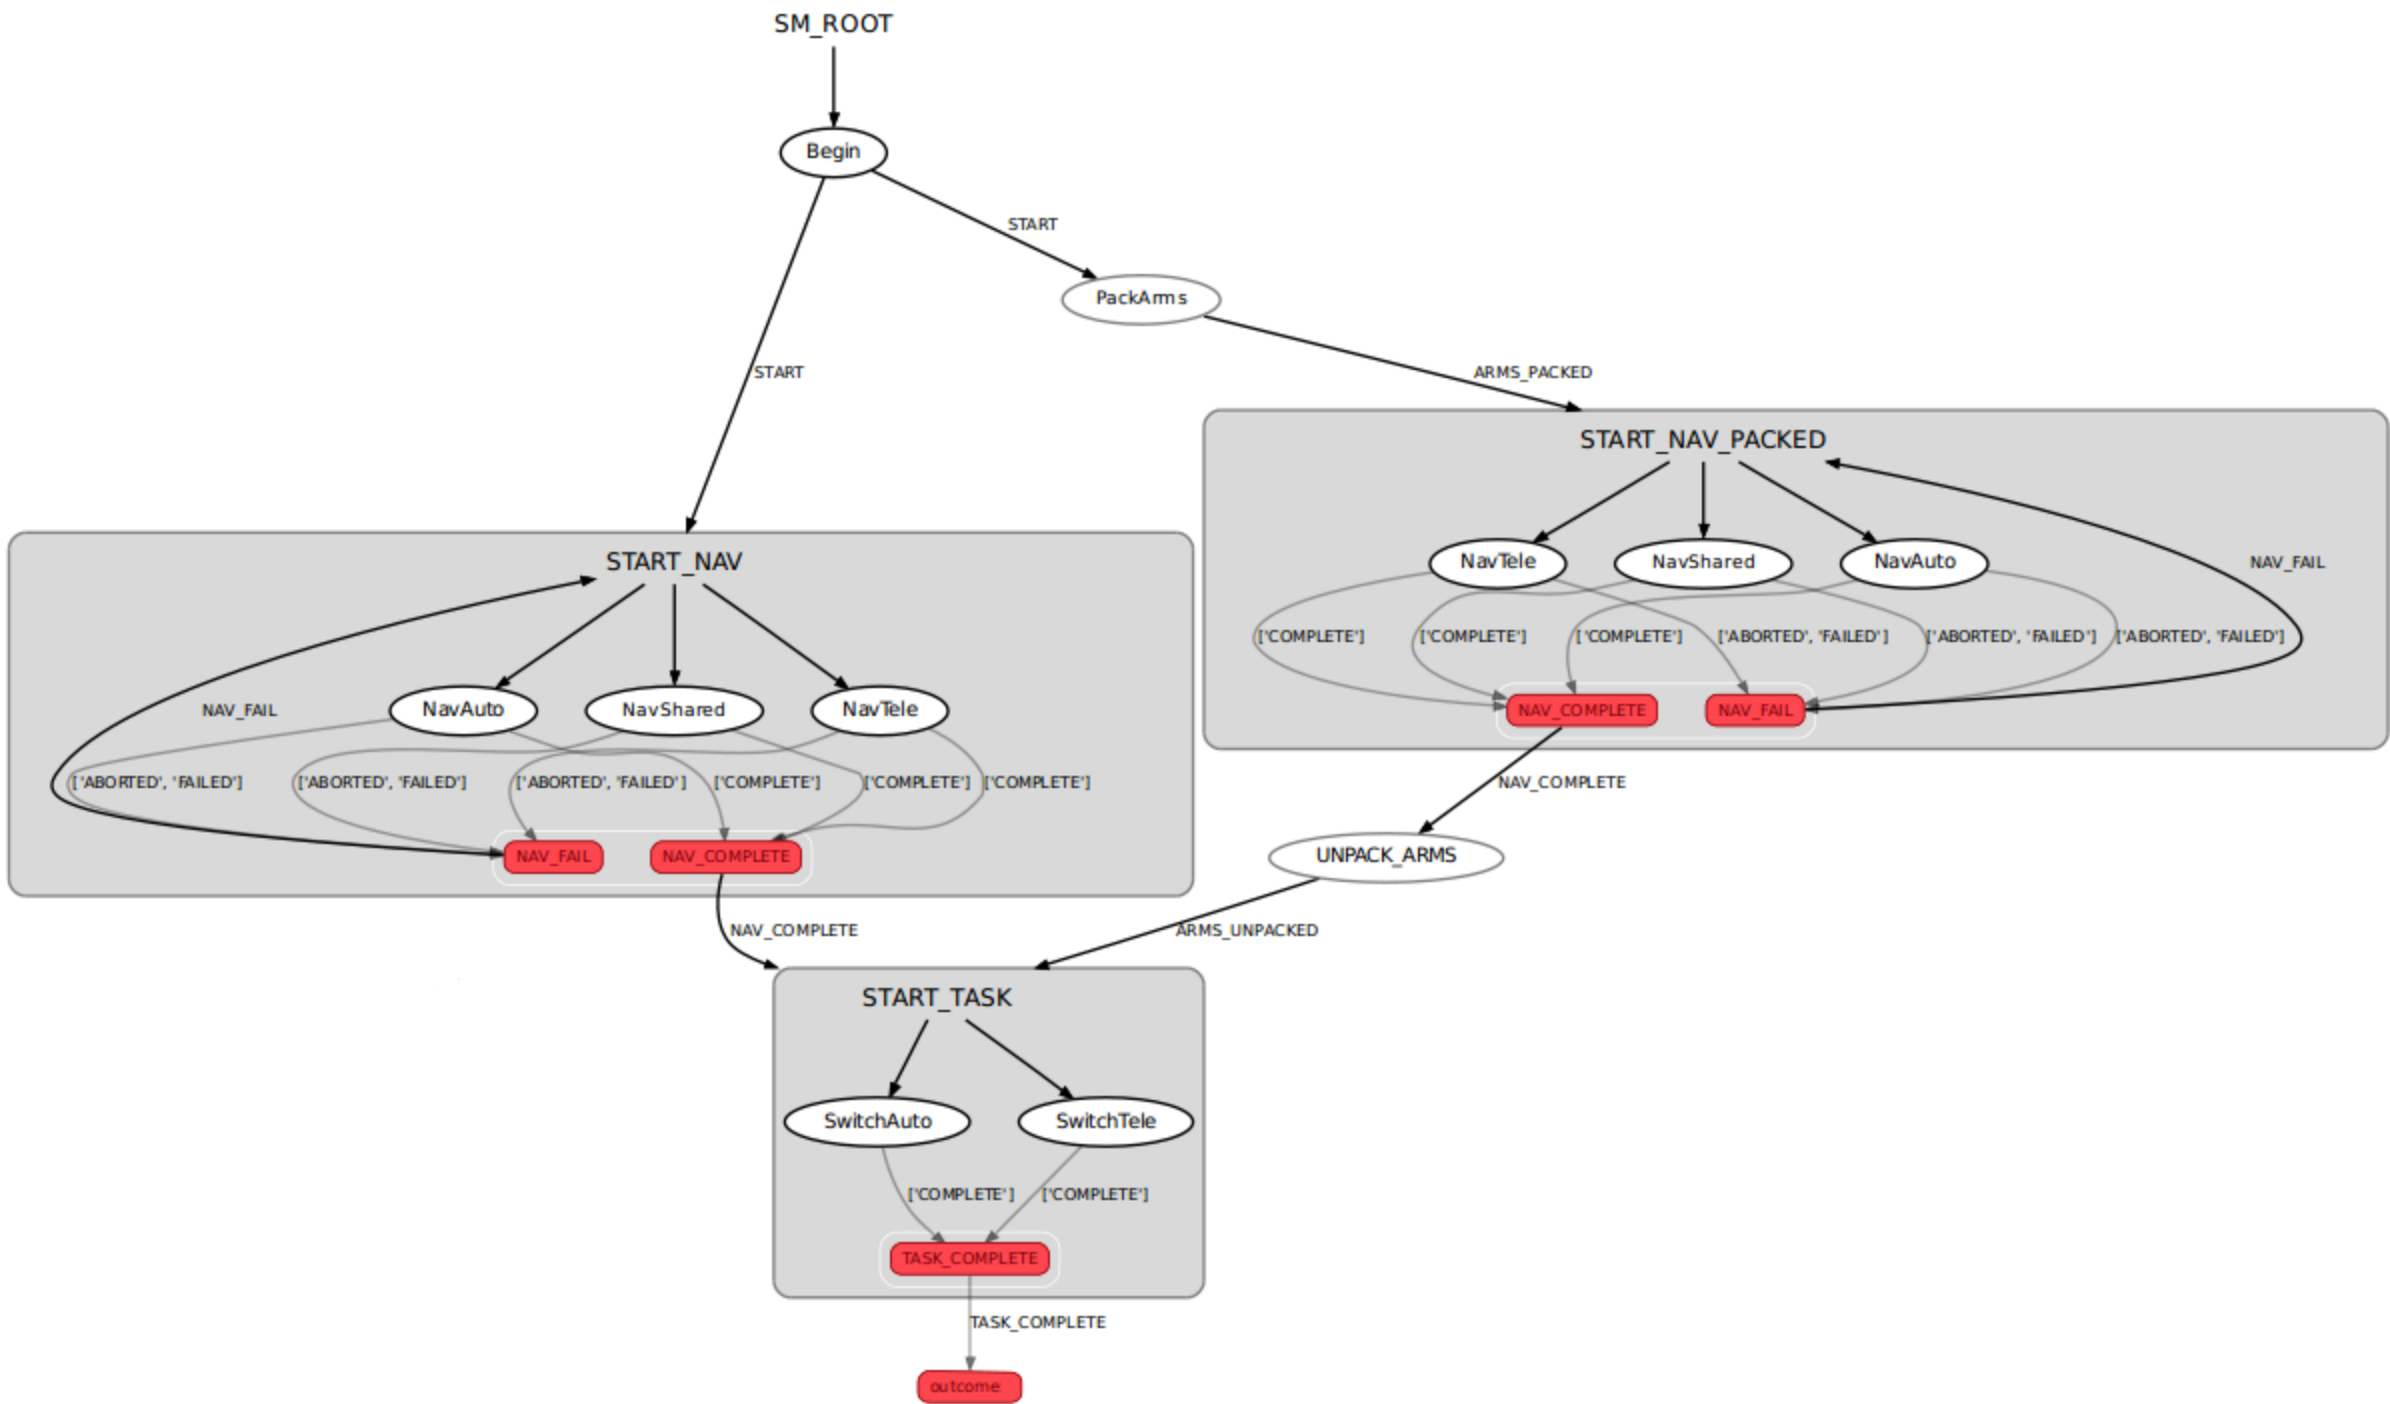 SM_ROOT
Begin
START
PackArms
START
ARMS_PACKED
START_NAV_PACKED
NavTele
NavShared
NavAuto
NAV_FAIL
['COMPLETE']
['COMPLETE']
['COMPLETE']
['ABORTED', 'FAILED']
['ABORTED', 'FAILED']
['ABORTED', 'FAILED']
NAV_COMPLETE
NAV_FAIL
START_NAV
NAV_FAIL
NavAuto
NavShared
NavTele
['ABORTED', 'FAILED']
['ABORTED', 'FAILED']
['ABORTED', 'FAILED']
['COMPLETE']
['COMPLETE']
['COMPLETE']
NAV_FAIL
NAV_COMPLETE
NAV_COMPLETE
UNPACK_ARMS
NAV_COMPLETE
ARMS_UNPACKED
START_TASK
SwitchAuto
SwitchTele
['COMPLETE']
['COMPLETE']
TASK_COMPLETE
TASK_COMPLETE
outcome